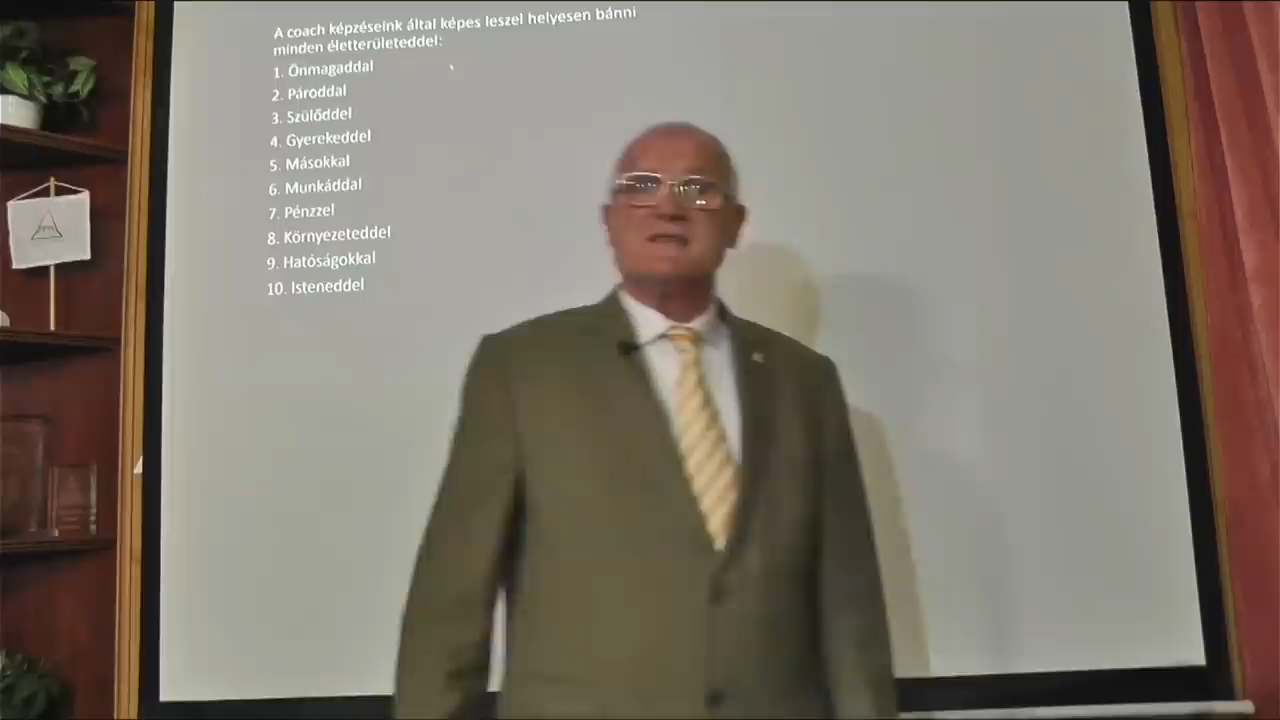 A coach képzéseink által képes leszel helyesen bánni
minden életterületeddel:
1. Önmagaddal
2. Pároddal
3. Szülőddel
4. Gyerekeddel
5. Másokkal
6. Munkáddal
7. Pénzzel
8. Környezeteddel
9. Hatóságokkal
10. Isteneddel